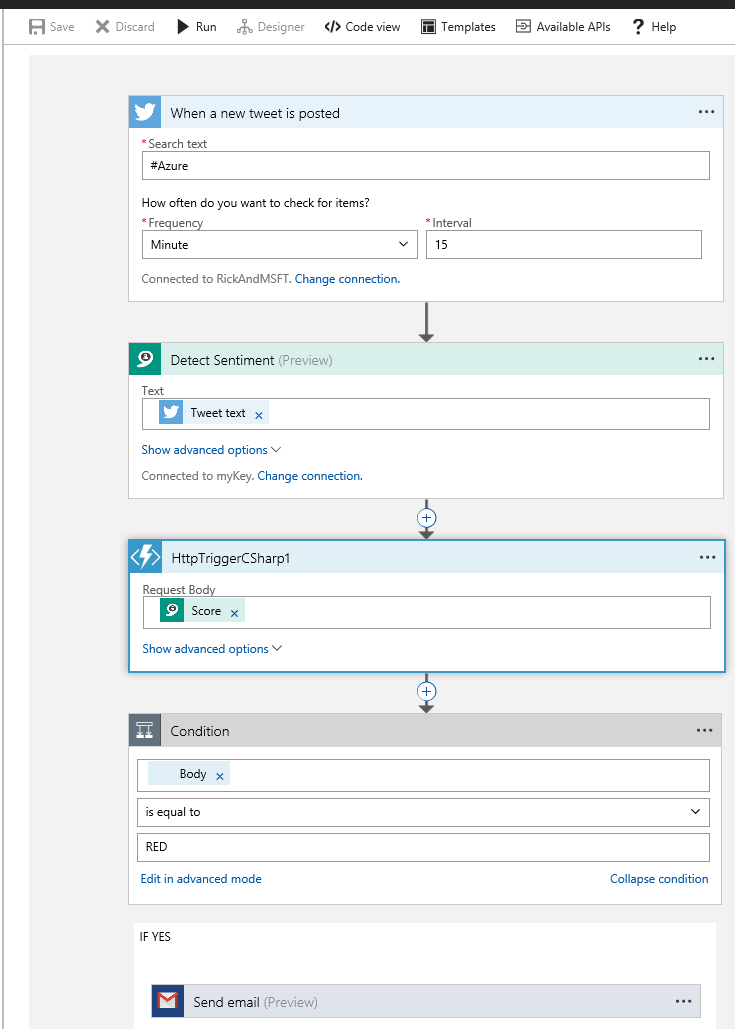 Save Discard Run Designer Code view Templates Available APIs ? Help
When a new tweet is posted
*Search text
#Azure
How often do you want to check for items?
*Frequency *Interval
Minute 15
Connected to RickAndMSFT. Change connection.
Detect Sentiment (Preview)
Text
Tweet text ×
Show advanced options
Connected to myKey. Change connection.
HttpTriggerCSharp1
Request Body
Score ×
Show advanced options
Condition
Body ×
is equal to
RED
Edit in advanced mode Collapse condition
IF YES
Send email (Preview)